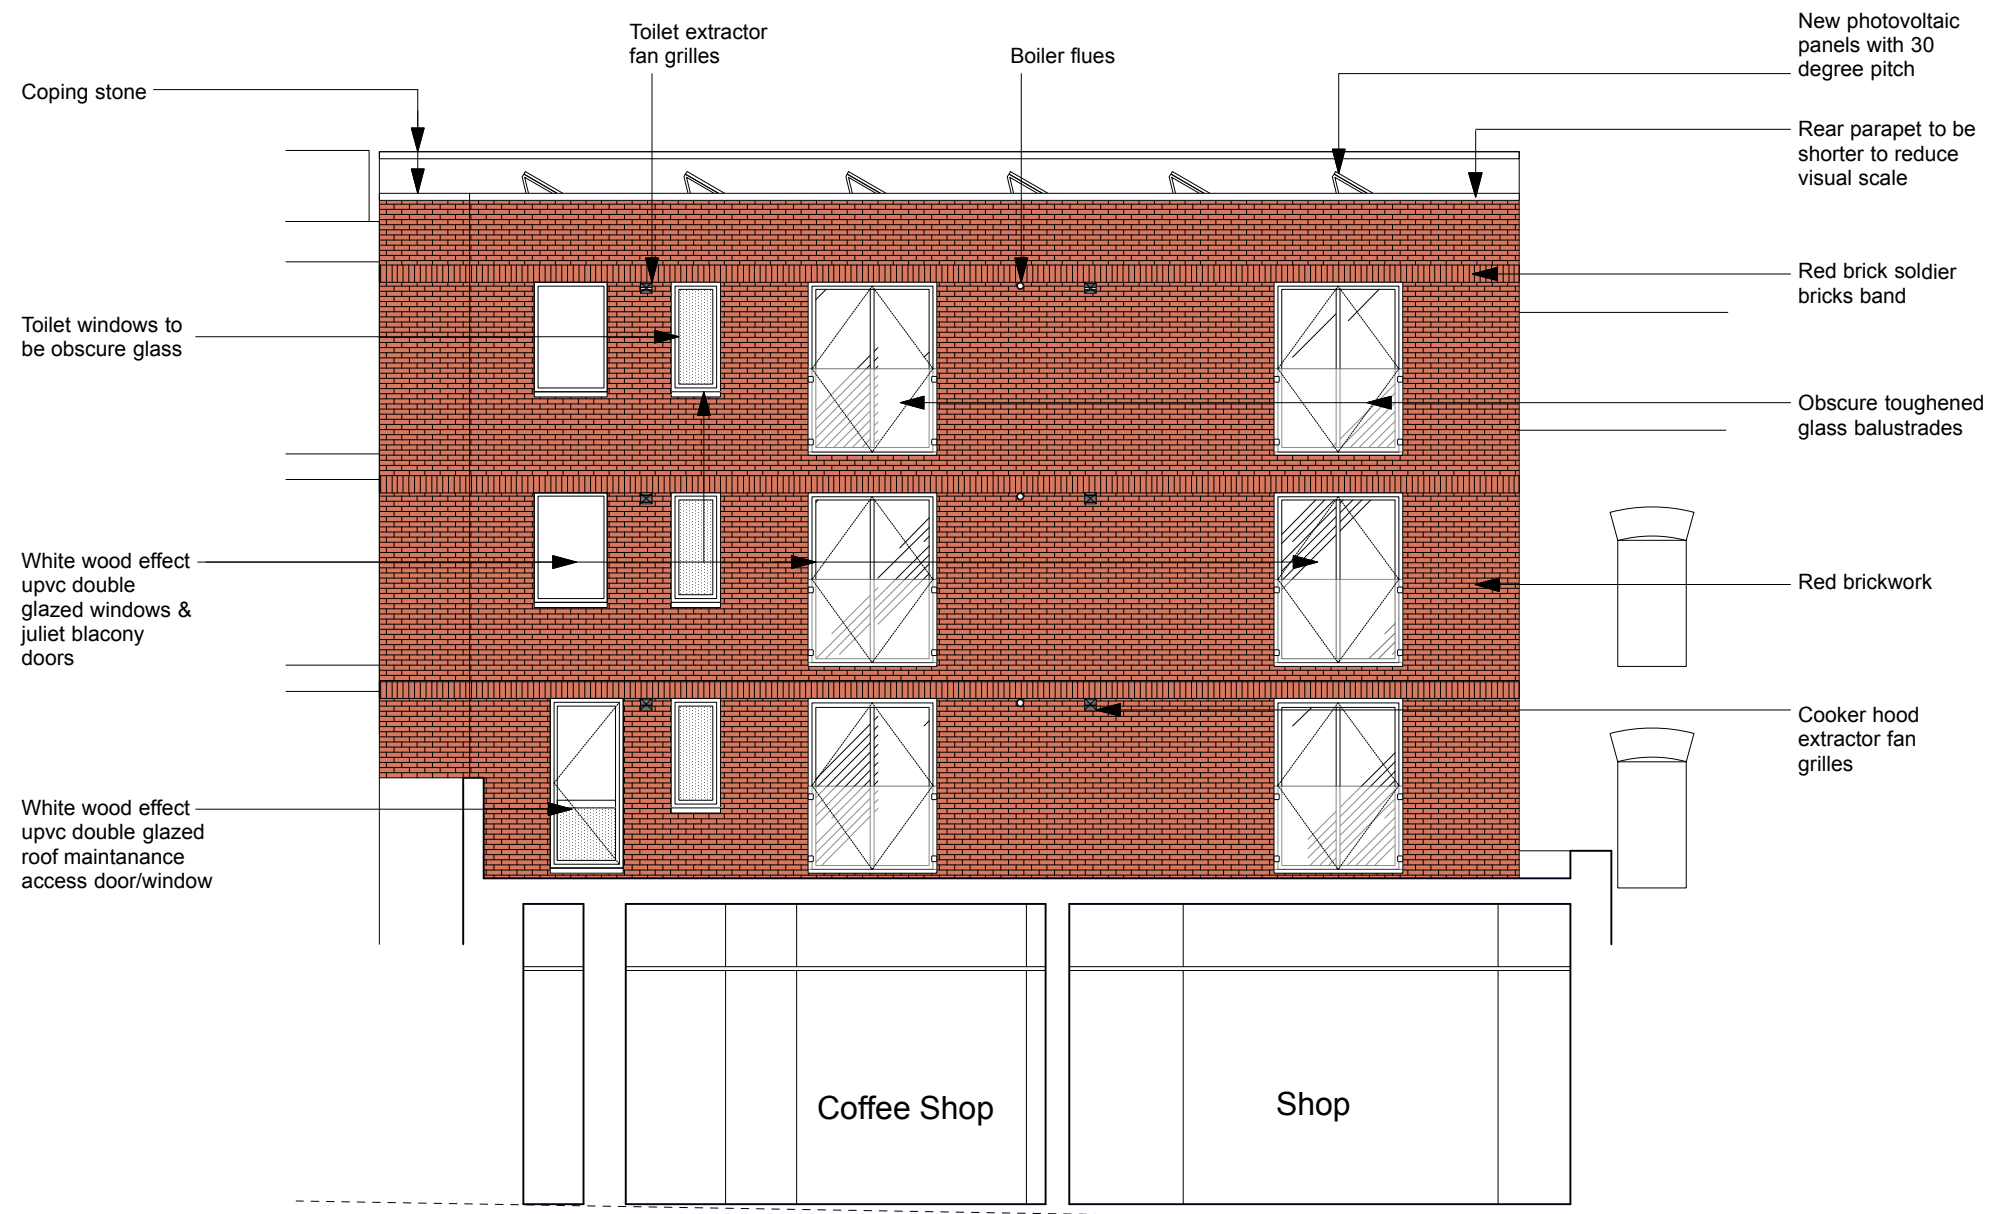 Toilet extractor
fan grilles
Boiler flues
New photovoltaic
panels with 30
degree pitch
Coping stone
Rear parapet to be
shorter to reduce
visual scale
Red brick soldier
bricks band
Toilet windows to
be obscure glass
Obscure toughened
glass balustrades
White wood effect
upvc double
glazed windows &
juliet blacony
doors
Red brickwork
Cooker hood
extractor fan
grilles
White wood effect
upvc double glazed
roof maintanance
access door/window
Coffee Shop
Shop